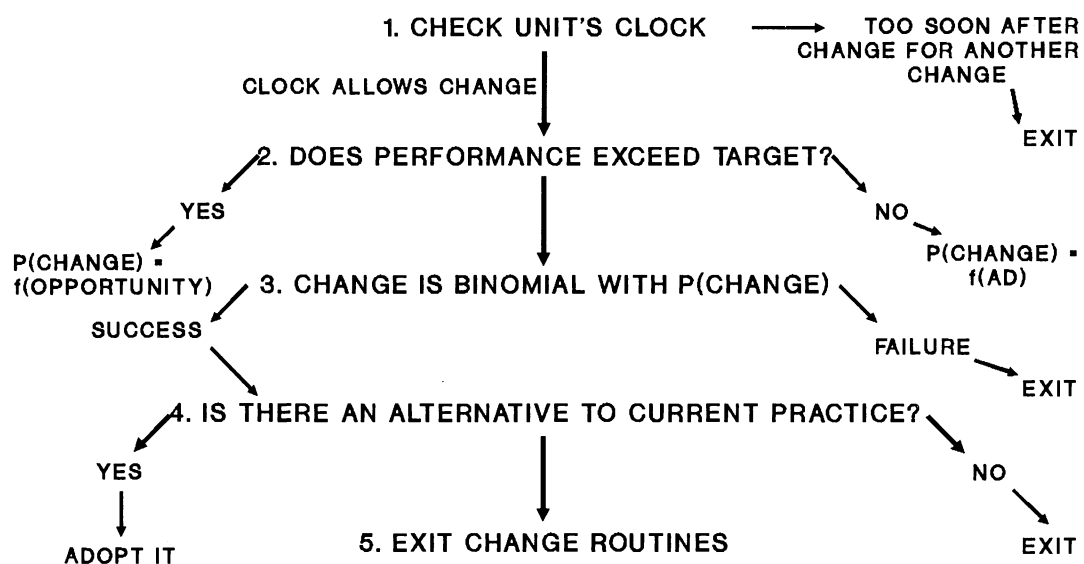 1. CHECK UNIT'S CLOCK
TOO SOON AFTER
CHANGE FOR ANOTHER
CHANGE
CLOCK ALLOWS CHANGE
EXIT
2. DOES PERFORMANCE EXCEED TARGET?
YES
NO
P(CHANGE) =
f(OPPORTUNITY)
P(CHANGE) =
f(AD)
3. CHANGE IS BINOMIAL WITH P(CHANGE)
SUCCESS
FAILURE
EXIT
4. IS THERE AN ALTERNATIVE TO CURRENT PRACTICE?
YES
NO
ADOPT IT
5. EXIT CHANGE ROUTINES
EXIT